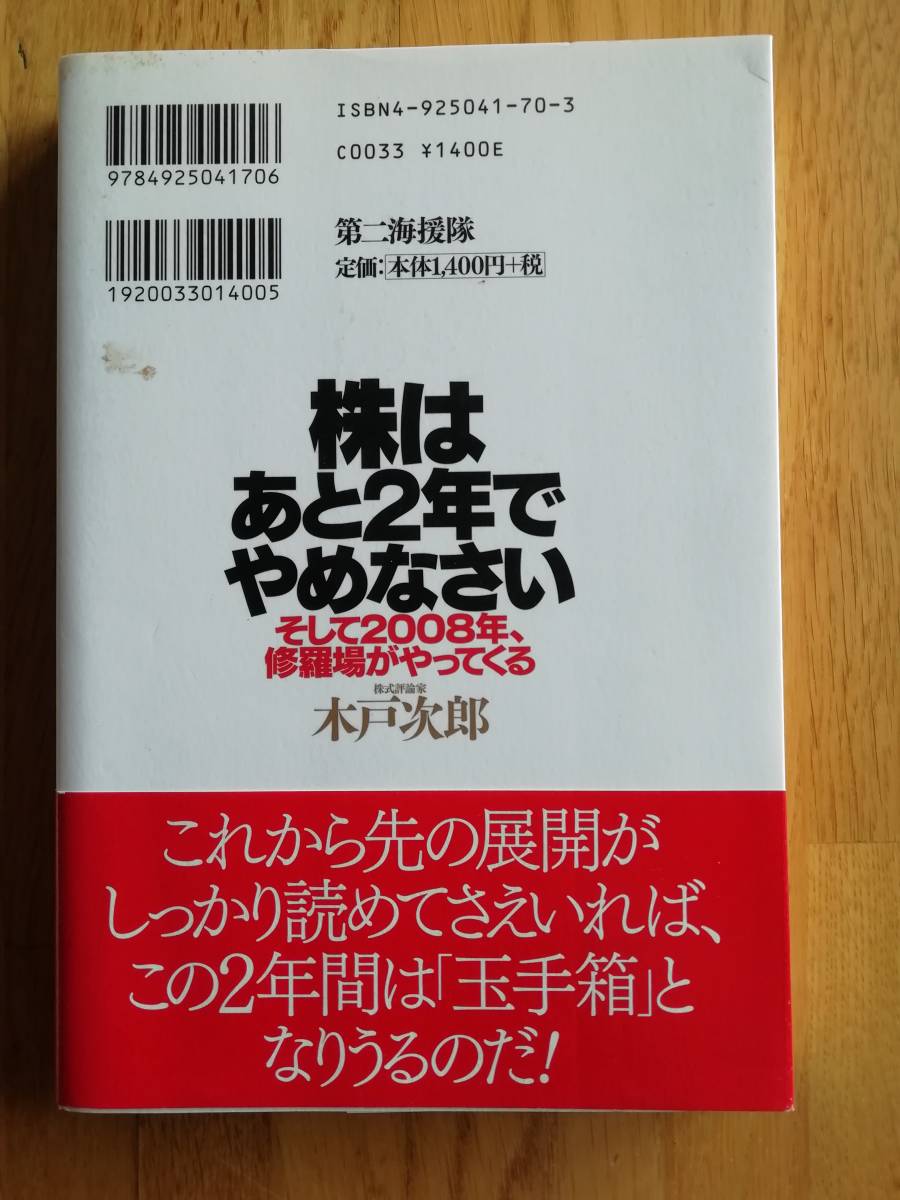 ISBN4-925041-70-3
C0033 ¥1400E
9784925041706
1920033014005
第二海援隊
定価：本体1,400円+税
株は
あと2年で
やめなさい
そして2008年、
修羅場がやってくる
株式評論家
木戸次郎
これから先の展開が
しっかり読めてさえいれば、
この2年間は「玉手箱」と
なりうるのだ！